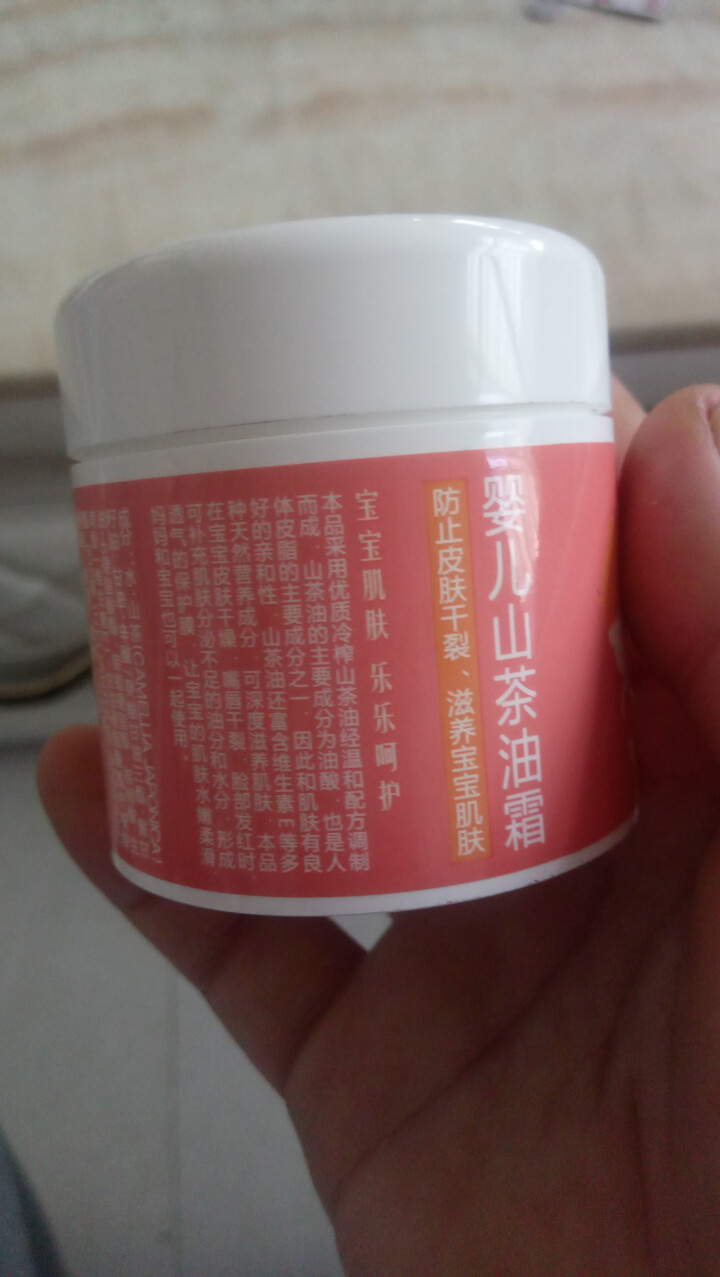 婴儿山茶油霜
防止皮肤干裂、滋养宝宝肌肤
宝宝肌肤 乐乐呵护
本品采用优质冷榨山茶油经温和配方调制
而成，山茶油的主要成分为油酸，也是人
体皮脂的主要成分之一，因此和肌肤有良
好的亲和性，山茶油还富含维生素E等多
种天然营养成分，可深度滋养肌肤，本品
在宝宝皮肤干燥、嘴唇干裂、脸部发红时
可补充肌肤分泌不足的油分和水分，形成
透气的保护膜，让宝宝的肌肤水嫩柔滑
妈妈和宝宝也可以一起使用。
成分：水、山茶(CAMELLIA JAPONICA)